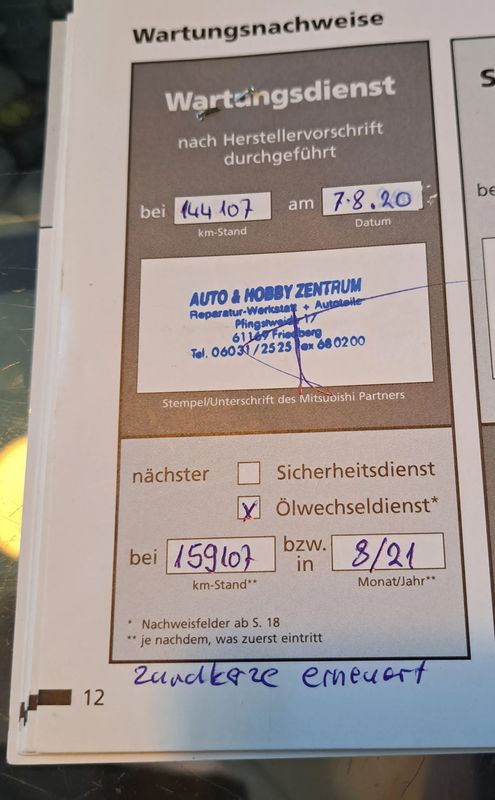 Wartungsnachweise
Wartungsdienst
nach Herstellervorschrift
durchgeführt
bei 144107 am 7.8.20
km-Stand Datum
AUTO & HOBBY ZENTRUM
Reparatur-Werkstatt + Autoteile
Pfingstweide 17
61169 Friedberg
Tel. 06031/2525 Fax 680200
Stempel/Unterschrift des Mitsubishi Partners
nächster Sicherheitsdienst
X Ölwechseldienst*
bei 159107 bzw. in 8/21
km-Stand** Monat/Jahr**
* Nachweisfelder ab S. 18
** je nachdem, was zuerst eintritt
Zündkerze erneuert
12
S
be